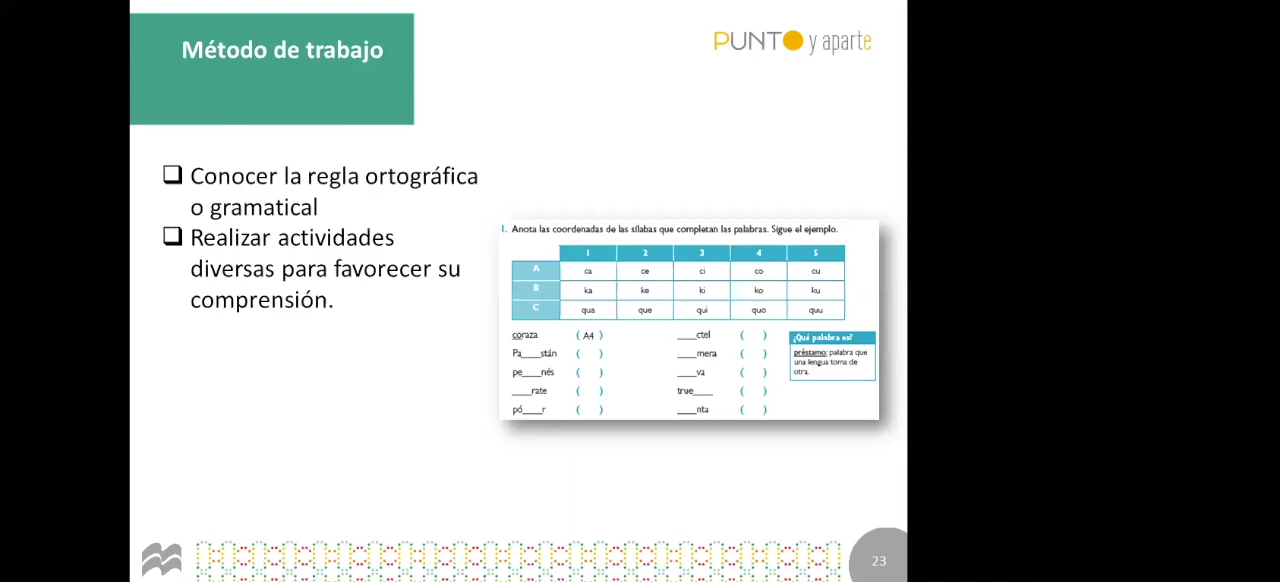 Método de trabajo
PUNTO y aparte
❑ Conocer la regla ortográfica
o gramatical
❑ Realizar actividades
diversas para favorecer su
comprensión.
1. Anota las coordenadas de las sílabas que completan las palabras. Sigue el ejemplo.
1 2 3 4 5
A ca ce ci co cu
B ka ke ki ko ku
C qua que qui quo quu
coraza ( A4 ) ____ctel ( )
Pa____stán ( ) ____mera ( )
pe____nés ( ) ____va ( )
____rate ( ) true____ ( )
pó____r ( ) ____nta ( )
¿Qué palabra es?
préstamo: palabra que
una lengua toma de
otra.
23